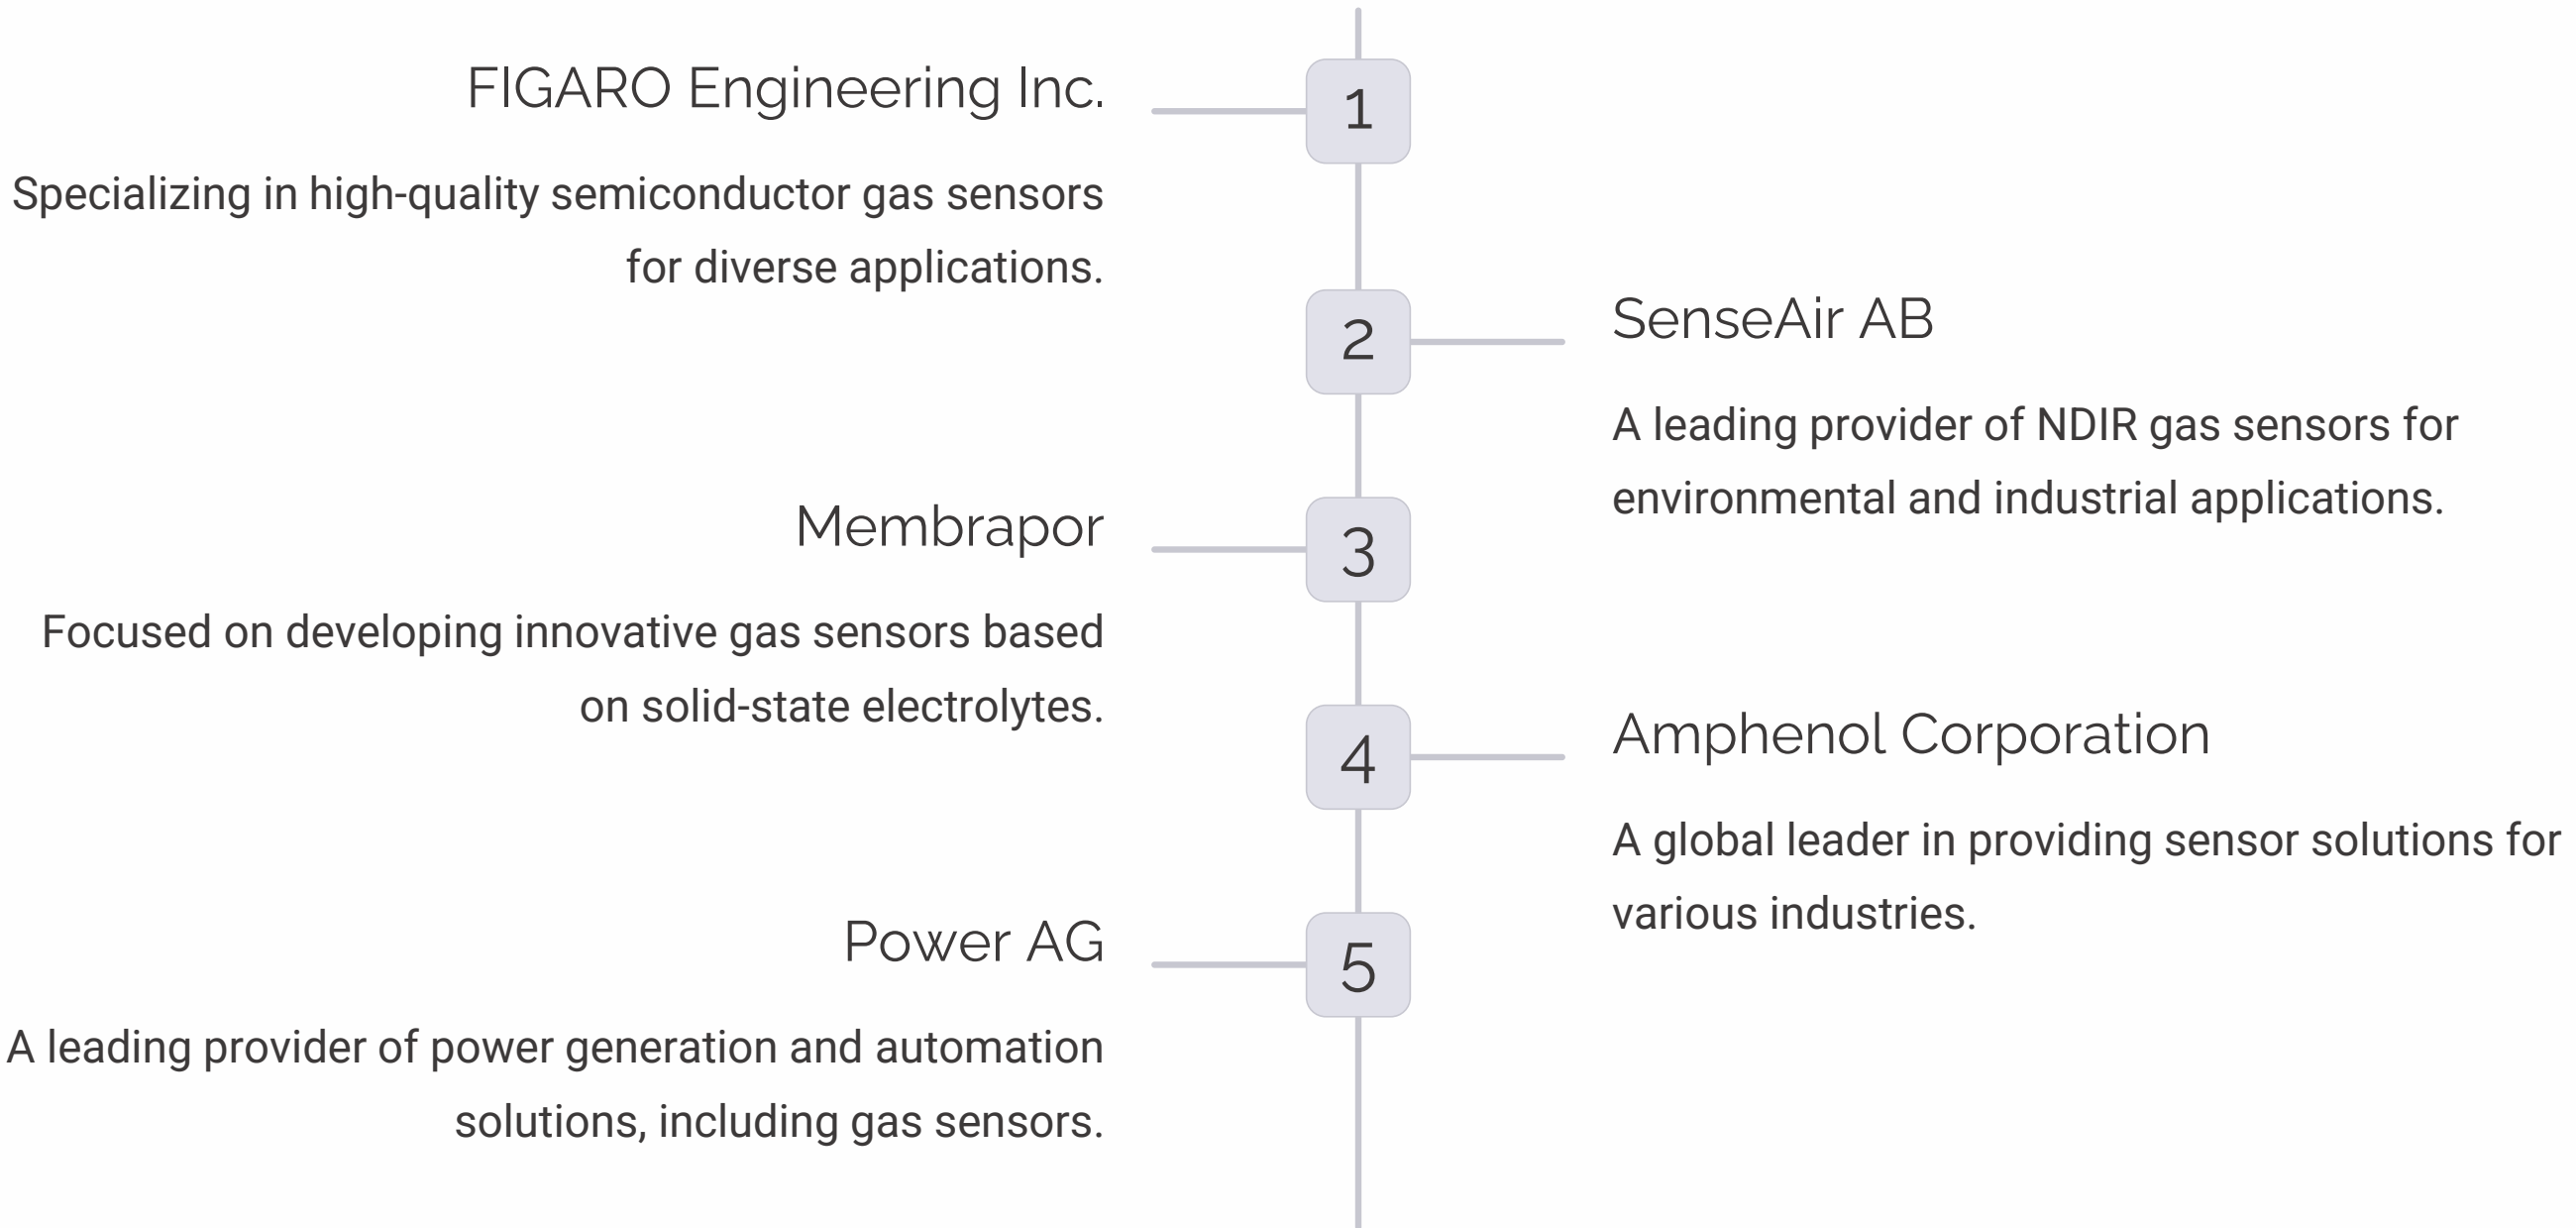 1
FIGARO Engineering Inc.
Specializing in high-quality semiconductor gas sensors
for diverse applications.
2
SenseAir AB
A leading provider of NDIR gas sensors for
environmental and industrial applications.
3
Membrapor
Focused on developing innovative gas sensors based
on solid-state electrolytes.
4
Amphenol Corporation
A global leader in providing sensor solutions for
various industries.
5
Power AG
A leading provider of power generation and automation
solutions, including gas sensors.